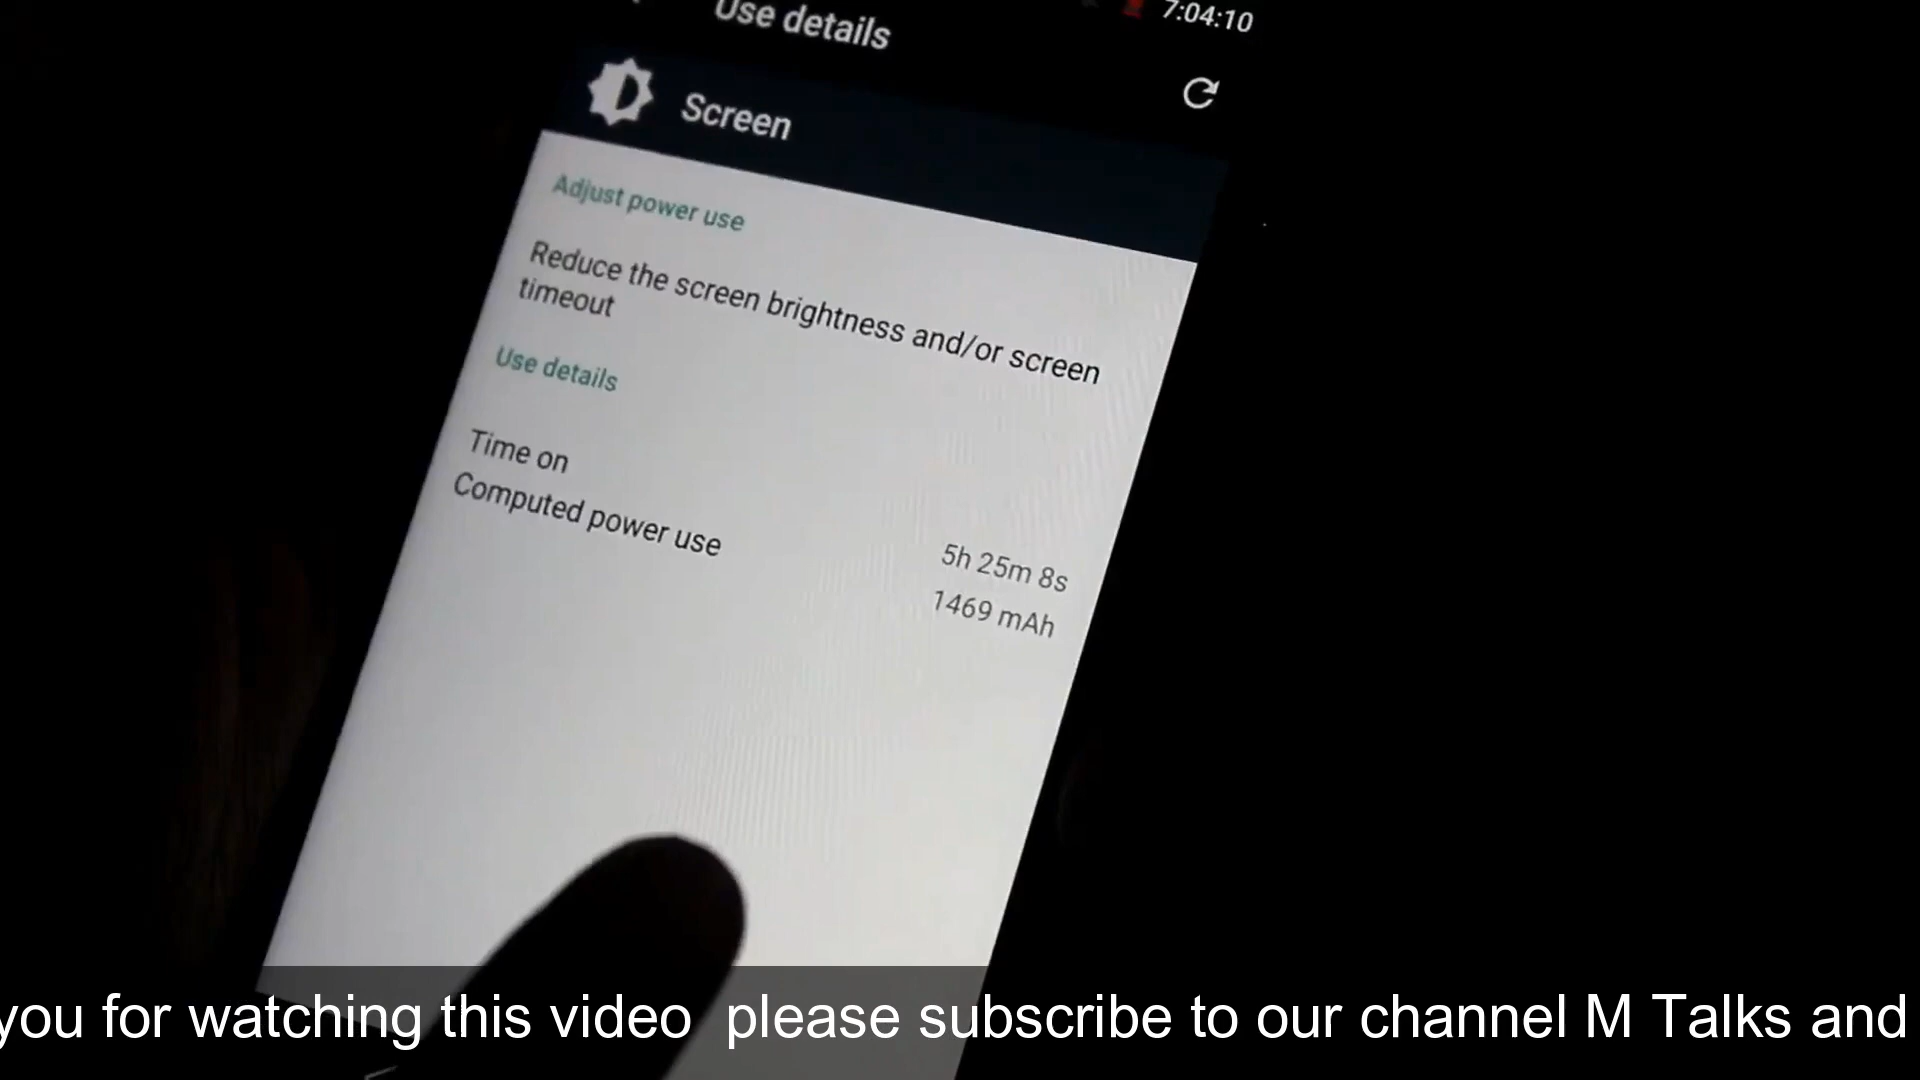 7:04:10
Use details
Screen
Adjust power use
Reduce the screen brightness and/or screen
timeout
Use details
Time on
5h 25m 8s
Computed power use
1469 mAh
you for watching this video please subscribe to our channel M Talks and